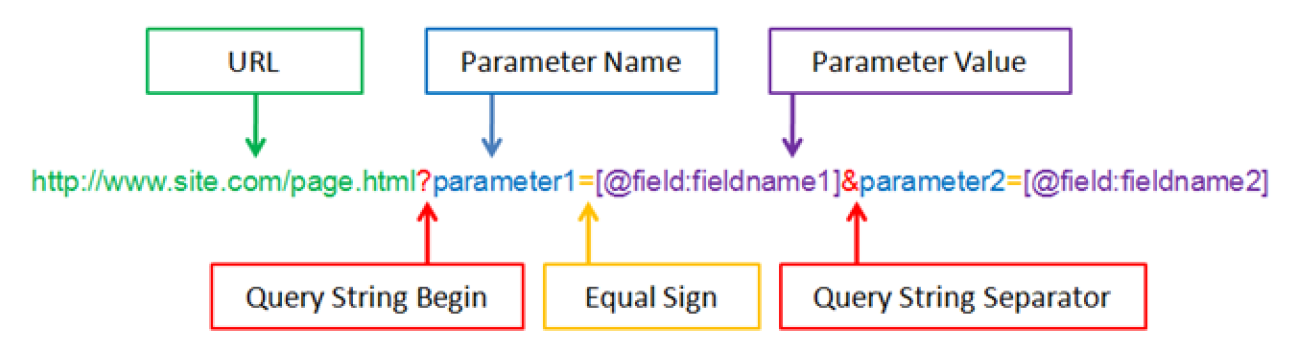 URL
Parameter Name
Parameter Value
http://www.site.com/page.html?parameter1=[@field:fieldname1]&parameter2=[@field:fieldname2]
Query String Begin
Equal Sign
Query String Separator